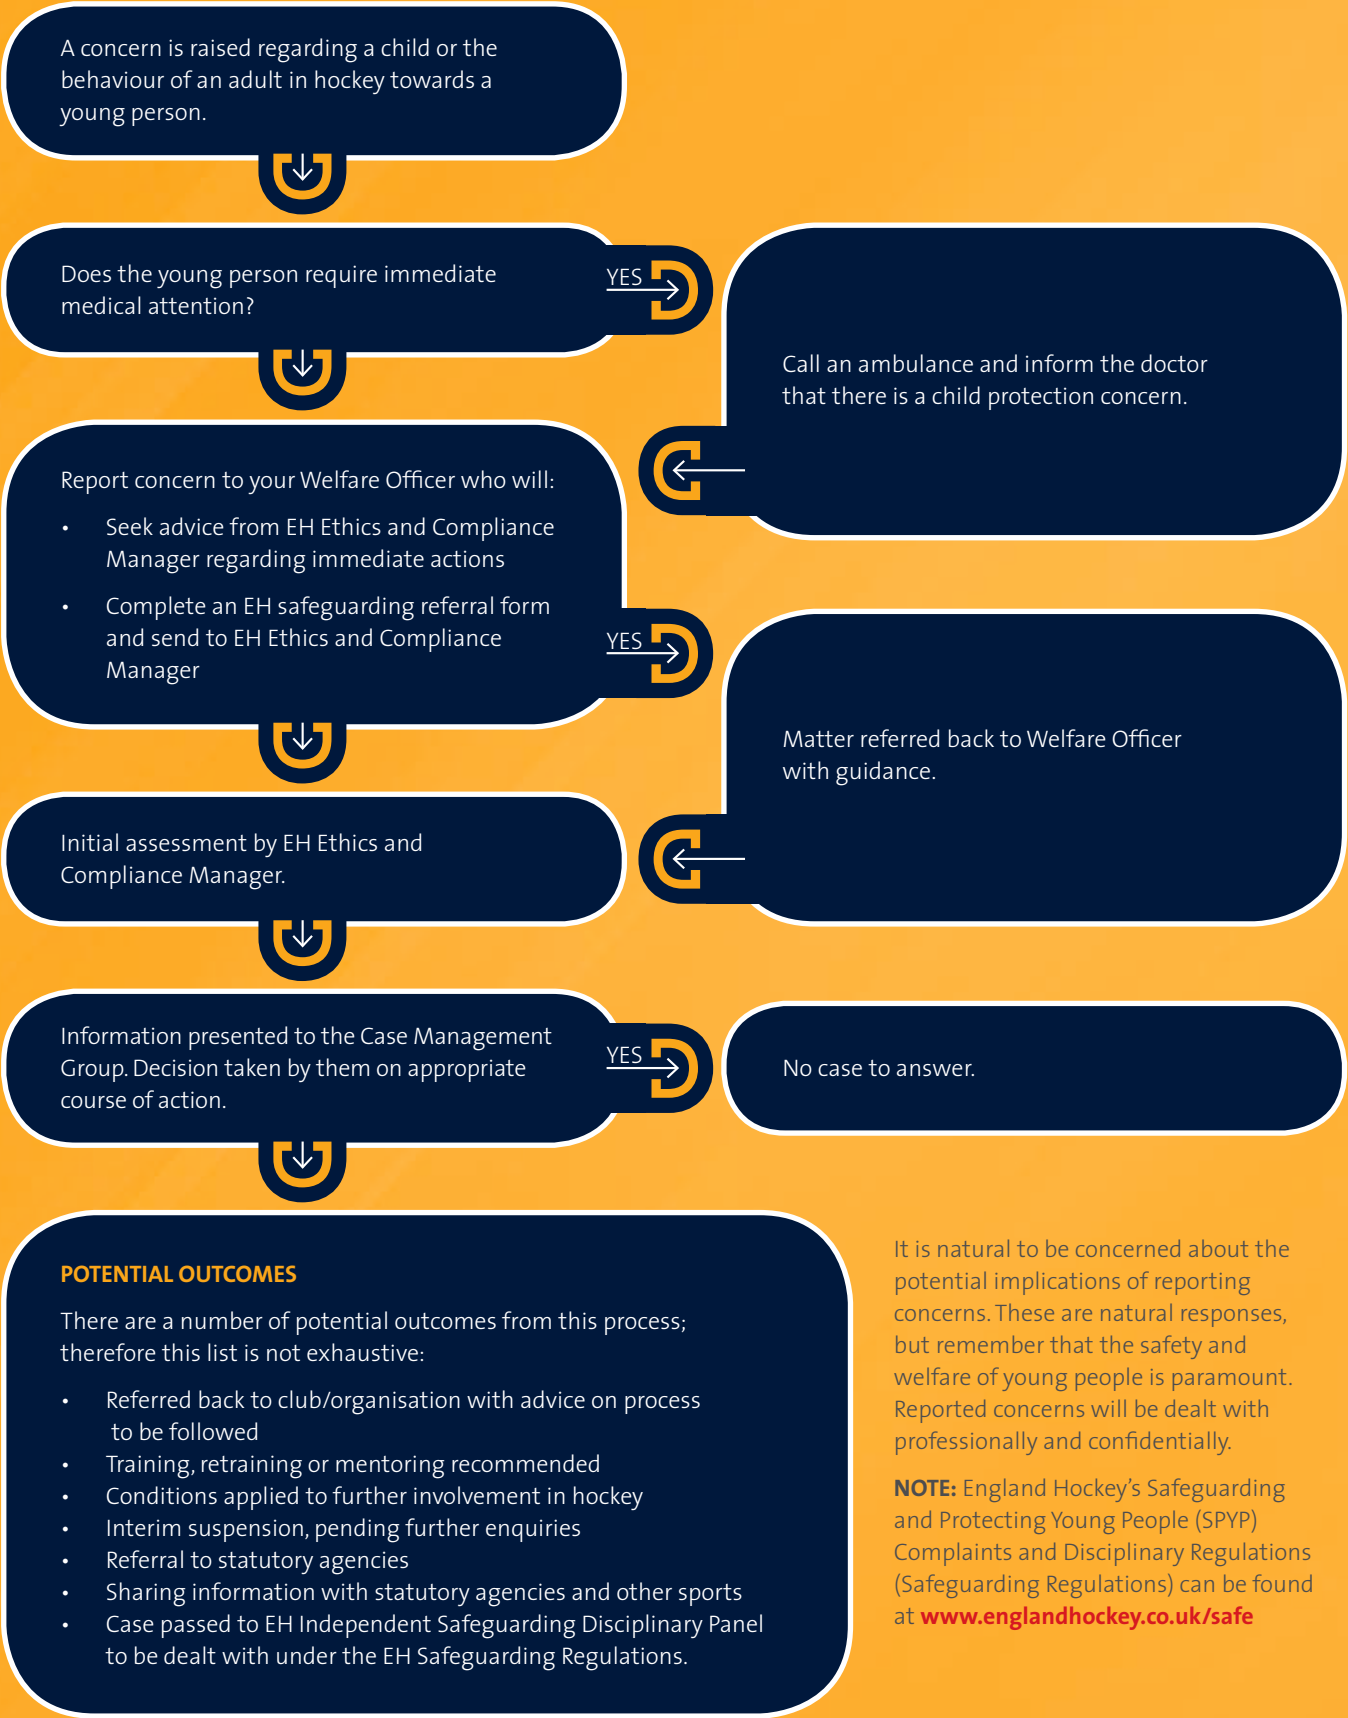 A concern is raised regarding a child or the
behaviour of an adult in hockey towards a
young person.
Does the young person require immediate
medical attention?
YES
Call an ambulance and inform the doctor
that there is a child protection concern.
Report concern to your Welfare Officer who will:
• Seek advice from EH Ethics and Compliance
Manager regarding immediate actions
• Complete an EH safeguarding referral form
and send to EH Ethics and Compliance
Manager
YES
Matter referred back to Welfare Officer
with guidance.
Initial assessment by EH Ethics and
Compliance Manager.
Information presented to the Case Management
Group. Decision taken by them on appropriate
course of action.
YES
No case to answer.
POTENTIAL OUTCOMES
There are a number of potential outcomes from this process;
therefore this list is not exhaustive:
• Referred back to club/organisation with advice on process
to be followed
• Training, retraining or mentoring recommended
• Conditions applied to further involvement in hockey
• Interim suspension, pending further enquiries
• Referral to statutory agencies
• Sharing information with statutory agencies and other sports
• Case passed to EH Independent Safeguarding Disciplinary Panel
to be dealt with under the EH Safeguarding Regulations.
It is natural to be concerned about the
potential implications of reporting
concerns. These are natural responses,
but remember that the safety and
welfare of young people is paramount.
Reported concerns will be dealt with
professionally and confidentially.
NOTE: England Hockey’s Safeguarding
and Protecting Young People (SPYP)
Complaints and Disciplinary Regulations
(Safeguarding Regulations) can be found
at www.englandhockey.co.uk/safe